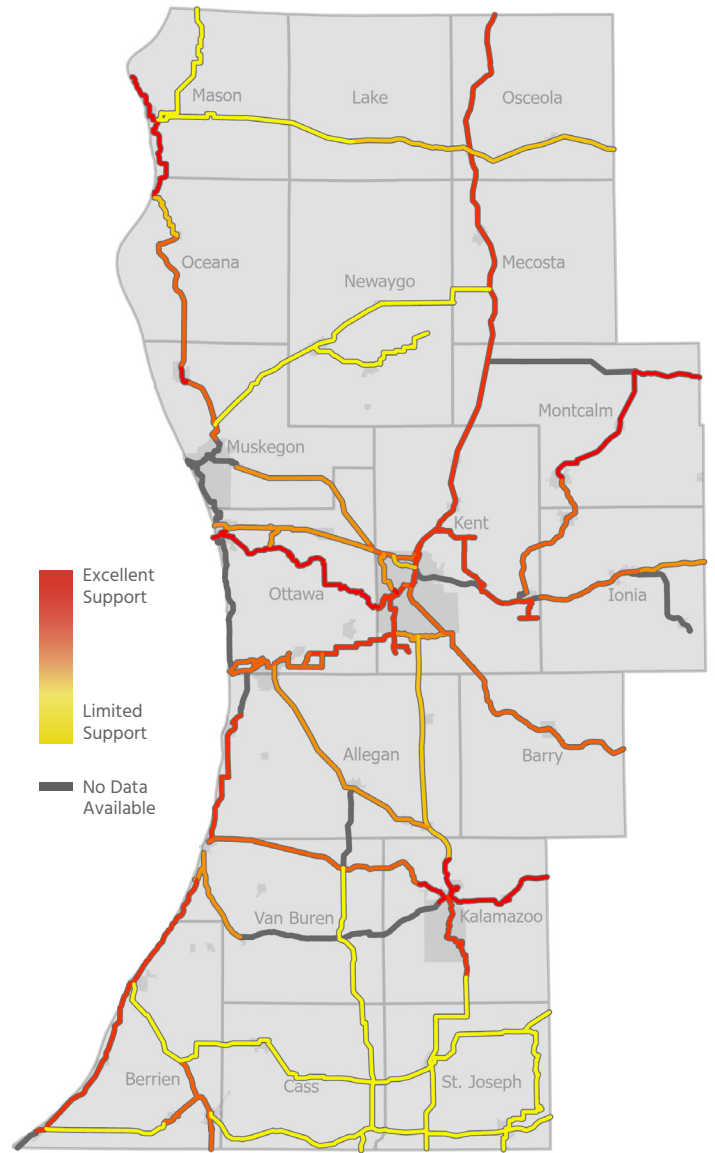 Mason
Lake
Osceola
Oceana
Newaygo
Mecosta
Montcalm
Muskegon
Kent
Excellent
Support
Ottawa
Ionia
Limited
Support
Allegan
Barry
No Data
Available
Van Buren
Kalamazoo
Berrien
Cass
St. Joseph